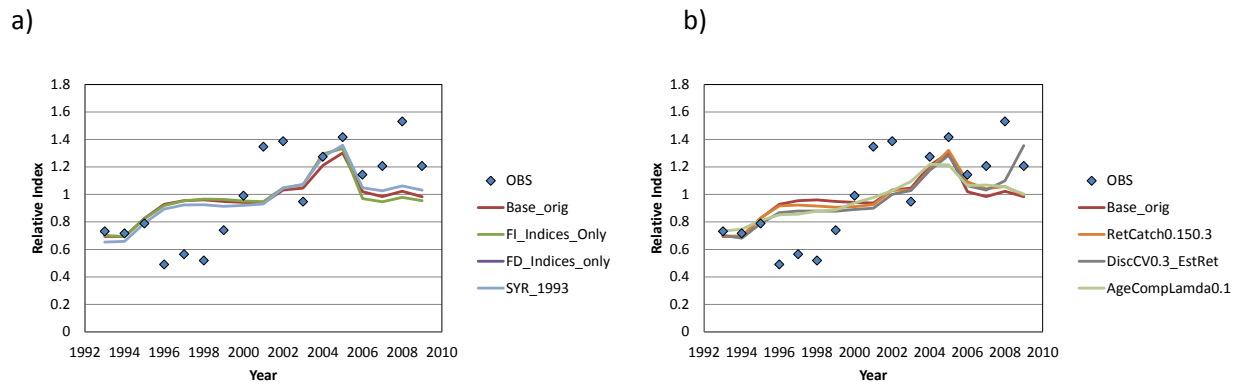 a)
b)
1.8
1.6
1.4
1.2
1
0.8
0.6
0.4
0.2
0
Relative Index
1992 1994 1996 1998 2000 2002 2004 2006 2008 2010
Year
OBS
Base_orig
FI_Indices_Only
FD_Indices_only
SYR_1993
1.8
1.6
1.4
1.2
1
0.8
0.6
0.4
0.2
0
Relative Index
1992 1994 1996 1998 2000 2002 2004 2006 2008 2010
Year
OBS
Base_orig
RetCatch0.150.3
DiscCV0.3_EstRet
AgeCompLamda0.1